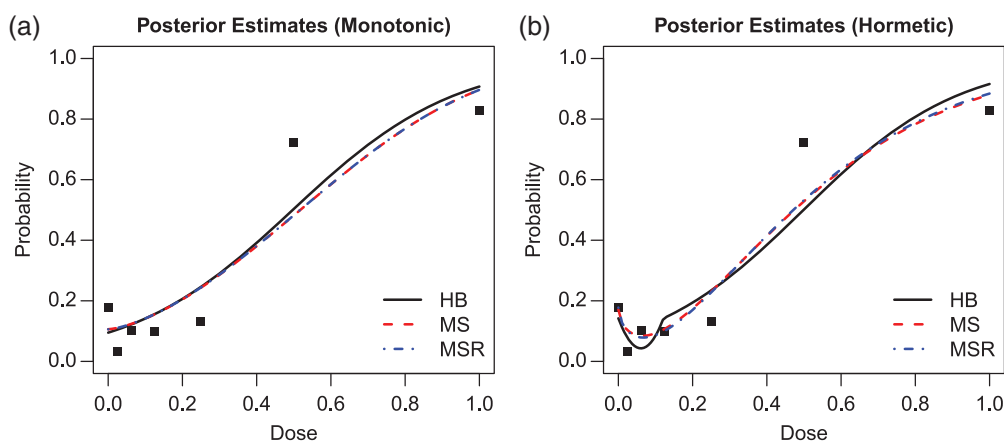 (a) Posterior Estimates (Monotonic)
1.0
0.8
0.6
0.4
0.2
0.0
Probability
HB
MS
MSR
0.0 0.2 0.4 0.6 0.8 1.0
Dose
(b) Posterior Estimates (Hormetic)
1.0
0.8
0.6
0.4
0.2
0.0
Probability
HB
MS
MSR
0.0 0.2 0.4 0.6 0.8 1.0
Dose